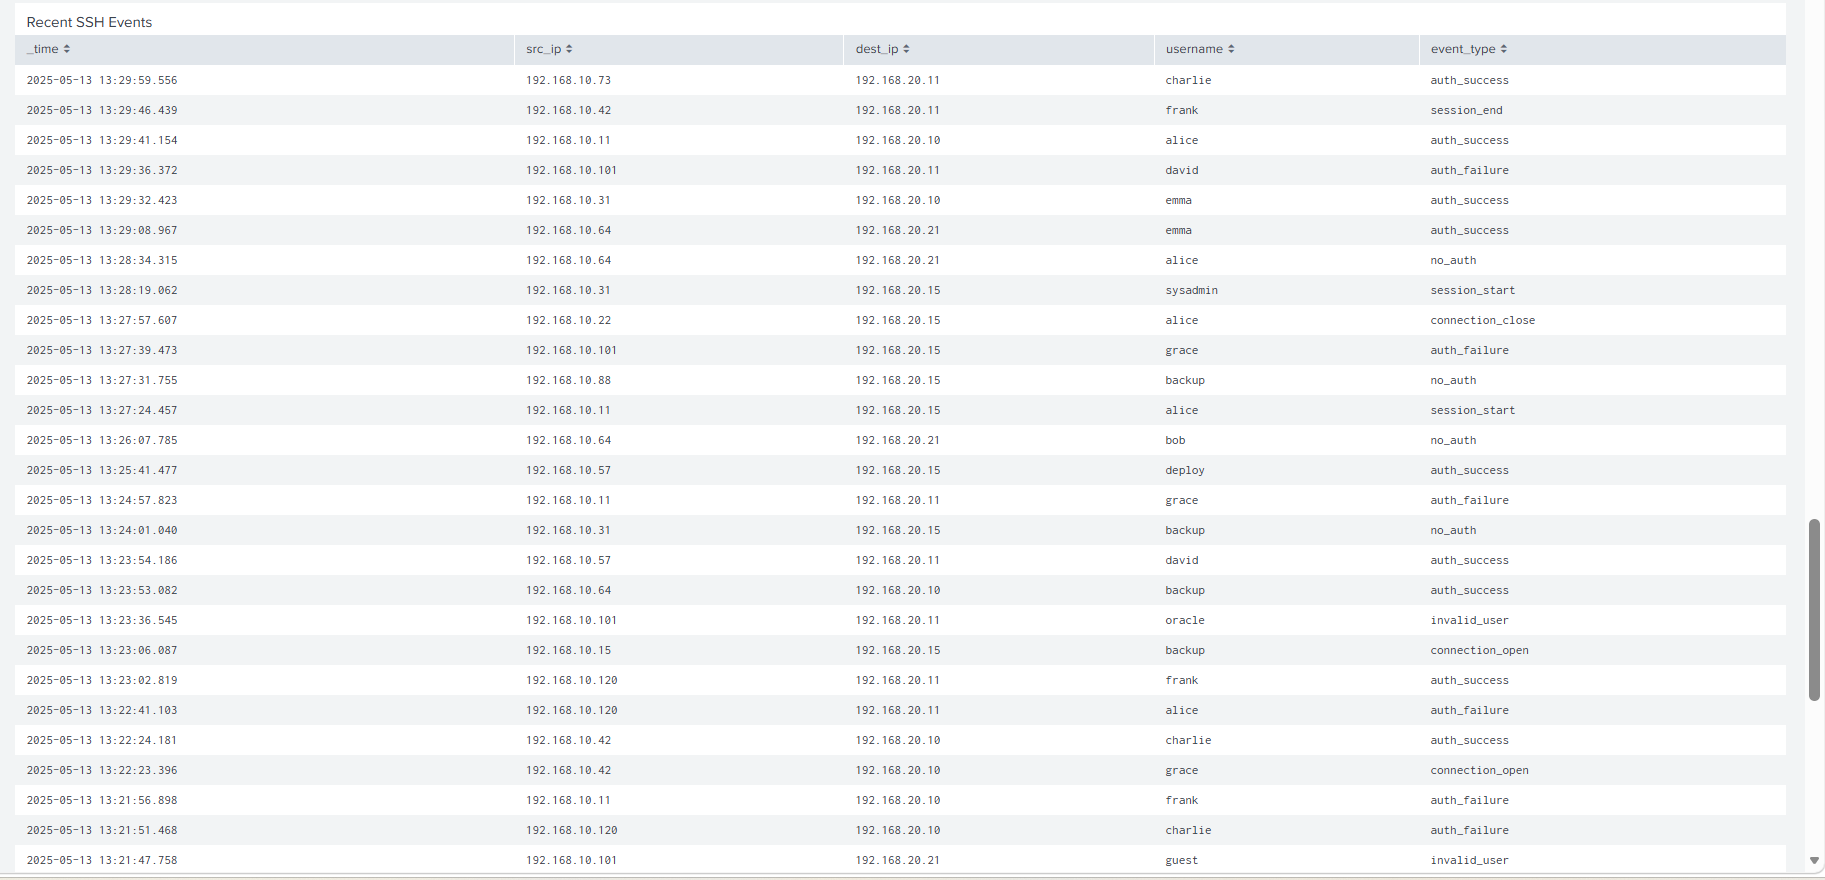 Recent SSH Events
_time src_ip dest_ip username event_type
2025-05-13 13:29:59.556 192.168.10.73 192.168.20.11 charlie auth_success
2025-05-13 13:29:46.439 192.168.10.42 192.168.20.11 frank session_end
2025-05-13 13:29:41.154 192.168.10.11 192.168.20.10 alice auth_success
2025-05-13 13:29:36.372 192.168.10.101 192.168.20.11 david auth_failure
2025-05-13 13:29:32.423 192.168.10.31 192.168.20.10 emma auth_success
2025-05-13 13:29:08.967 192.168.10.64 192.168.20.21 emma auth_success
2025-05-13 13:28:34.315 192.168.10.64 192.168.20.21 alice no_auth
2025-05-13 13:28:19.062 192.168.10.31 192.168.20.15 sysadmin session_start
2025-05-13 13:27:57.607 192.168.10.22 192.168.20.15 alice connection_close
2025-05-13 13:27:39.473 192.168.10.101 192.168.20.15 grace auth_failure
2025-05-13 13:27:31.755 192.168.10.88 192.168.20.15 backup no_auth
2025-05-13 13:27:24.457 192.168.10.11 192.168.20.15 alice session_start
2025-05-13 13:26:07.785 192.168.10.64 192.168.20.21 bob no_auth
2025-05-13 13:25:41.477 192.168.10.57 192.168.20.15 deploy auth_success
2025-05-13 13:24:57.823 192.168.10.11 192.168.20.11 grace auth_failure
2025-05-13 13:24:01.040 192.168.10.31 192.168.20.15 backup no_auth
2025-05-13 13:23:54.186 192.168.10.57 192.168.20.11 david auth_success
2025-05-13 13:23:53.082 192.168.10.64 192.168.20.10 backup auth_success
2025-05-13 13:23:36.545 192.168.10.101 192.168.20.11 oracle invalid_user
2025-05-13 13:23:06.087 192.168.10.15 192.168.20.15 backup connection_open
2025-05-13 13:23:02.819 192.168.10.120 192.168.20.11 frank auth_success
2025-05-13 13:22:41.103 192.168.10.120 192.168.20.11 alice auth_failure
2025-05-13 13:22:24.181 192.168.10.42 192.168.20.10 charlie auth_success
2025-05-13 13:22:23.396 192.168.10.42 192.168.20.10 grace connection_open
2025-05-13 13:21:56.898 192.168.10.11 192.168.20.10 frank auth_failure
2025-05-13 13:21:51.468 192.168.10.120 192.168.20.10 charlie auth_failure
2025-05-13 13:21:47.758 192.168.10.101 192.168.20.21 guest invalid_user